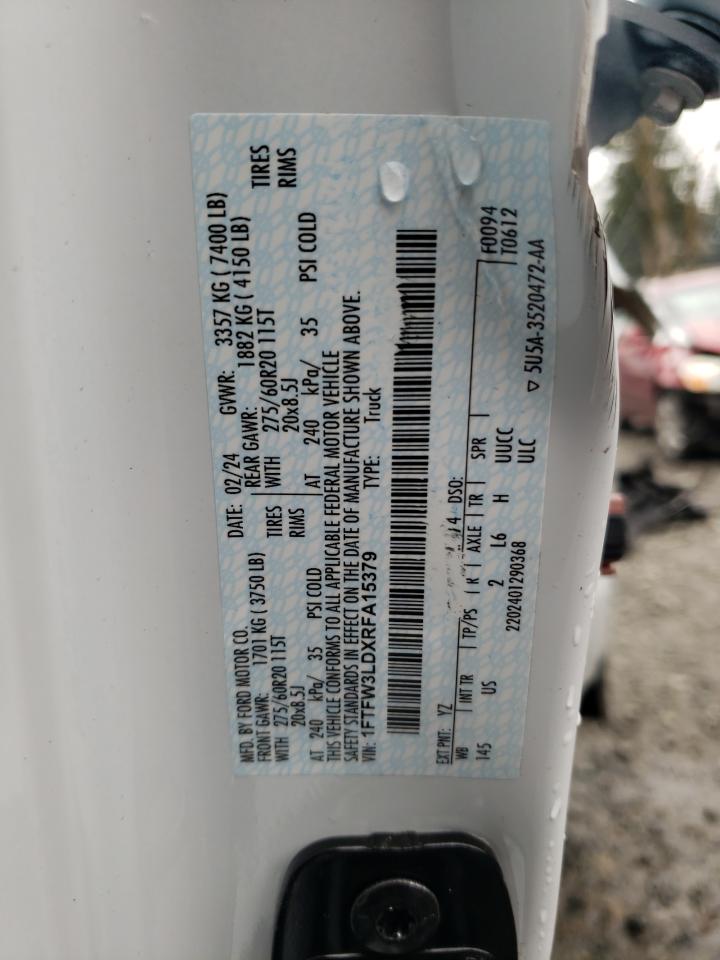 MFD. BY FORD MOTOR CO.
DATE: 02/24 GVWR: 3357 KG ( 7400 LB)
FRONT GAWR: 1701 KG ( 3750 LB)
REAR GAWR: 1882 KG ( 4150 LB)
WITH 275/60R20 115T TIRES
WITH 275/60R20 115T TIRES
20x8.5J RIMS
20x8.5J RIMS
AT 240 kPa/ 35 PSI COLD
AT 240 kPa/ 35 PSI COLD
THIS VEHICLE CONFORMS TO ALL APPLICABLE FEDERAL MOTOR VEHICLE
SAFETY STANDARDS IN EFFECT ON THE DATE OF MANUFACTURE SHOWN ABOVE.
VIN: 1FTFW3LDXRFA15379
TYPE: Truck
EXT PNT: YZ DSO:
F0094
WB INT TR TP/PS R AXLE TR SPR
T0612
145 US 2 L6 H UUCC
2202401290368 ULC
▽ 5U5A-3520472-AA